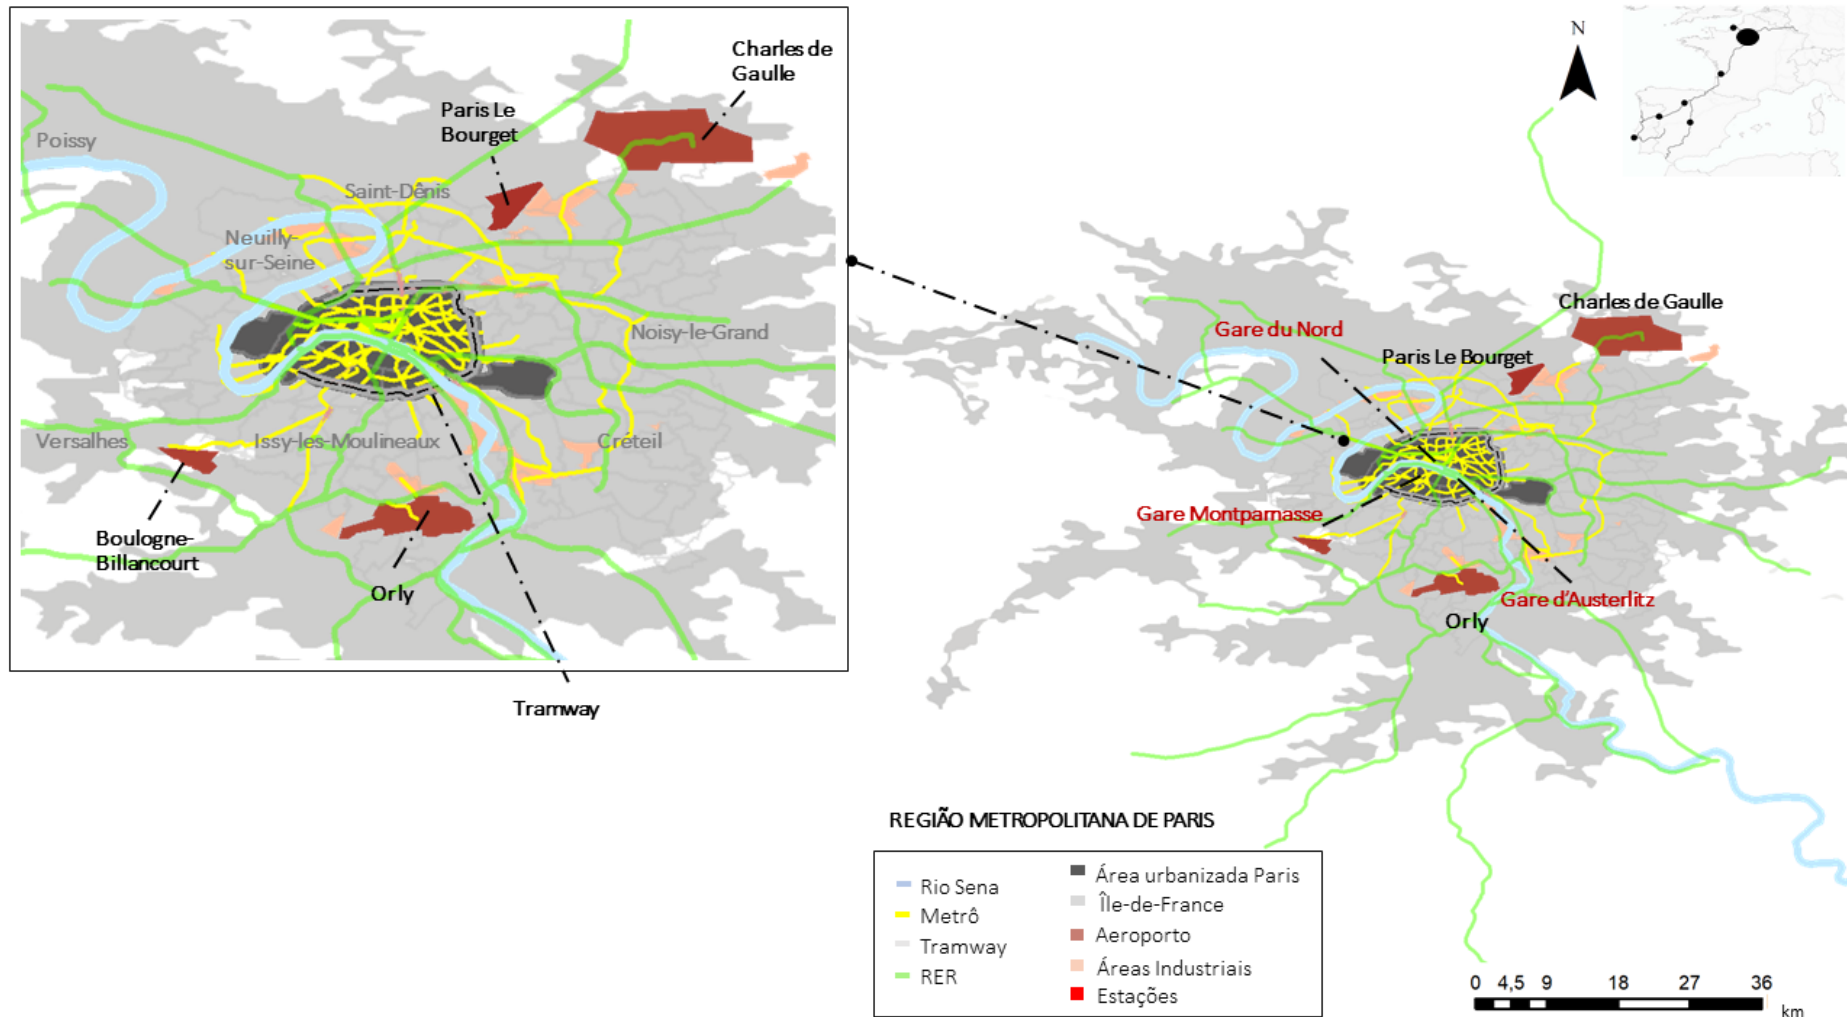 Charles de
Gaulle
Paris Le
Bourget
Poissy
Saint-Dênis
Neuilly-
sur-Seine
Noisy-le-Grand
Versalhes
Issy-les-Moulineaux
Créteil
Boulogne-
Billancourt
Orly
Tramway
N
Charles de Gaulle
Gare du Nord
Paris Le Bourget
Gare Montparnasse
Gare d'Austerlitz
Orly
REGIÃO METROPOLITANA DE PARIS
Rio Sena
Metrô
Tramway
RER
Área urbanizada Paris
Île-de-France
Aeroporto
Áreas Industriais
Estações
0 4,5 9 18 27 36
km